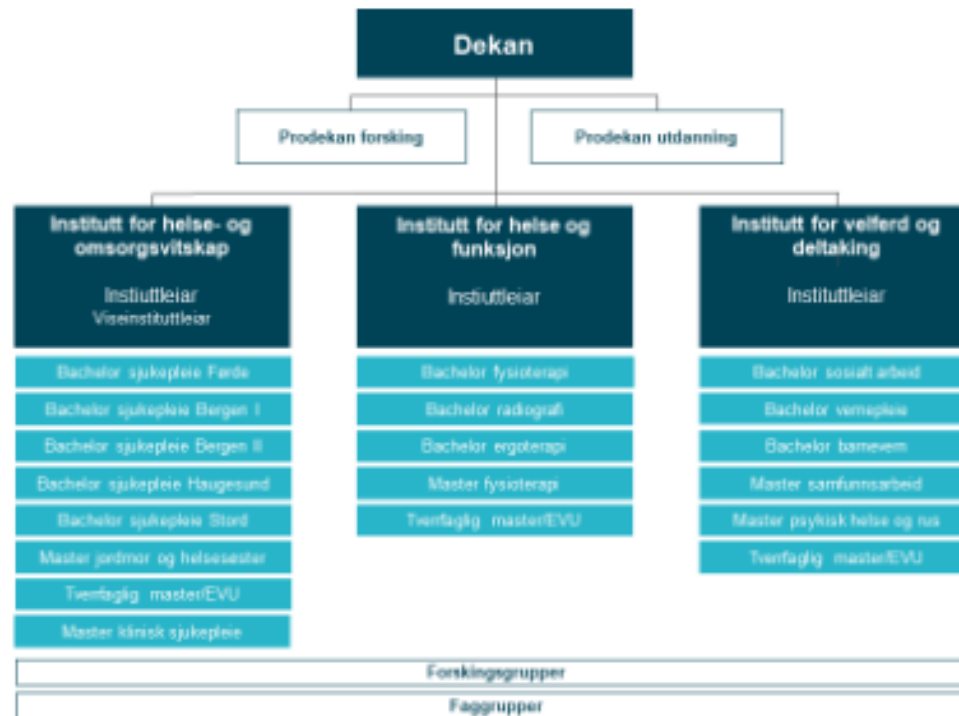 Dekan
Prodekan forsking
Prodekan utdanning
Institutt for helse- og
omsorgsvitskap
Instiuttleiar
Viseinstituttleiar
Bachelor sjukepleie Førde
Bachelor sjukepleie Bergen I
Bachelor sjukepleie Bergen II
Bachelor sjukepleie Haugesund
Bachelor sjukepleie Stord
Master jordmor og helsesøster
Tverrfaglig master/EVU
Master klinisk sjukepleie
Institutt for helse og
funksjon
Instiuttleiar
Bachelor fysioterapi
Bachelor radiografi
Bachelor ergoterapi
Master fysioterapi
Tverrfaglig master/EVU
Institutt for velferd og
deltaking
Instituttleiar
Bachelor sosialt arbeid
Bachelor vernepleie
Bachelor barnevern
Master samfunnsarbeid
Master psykisk helse og rus
Tverrfaglig master/EVU
Forskingsgrupper
Faggrupper